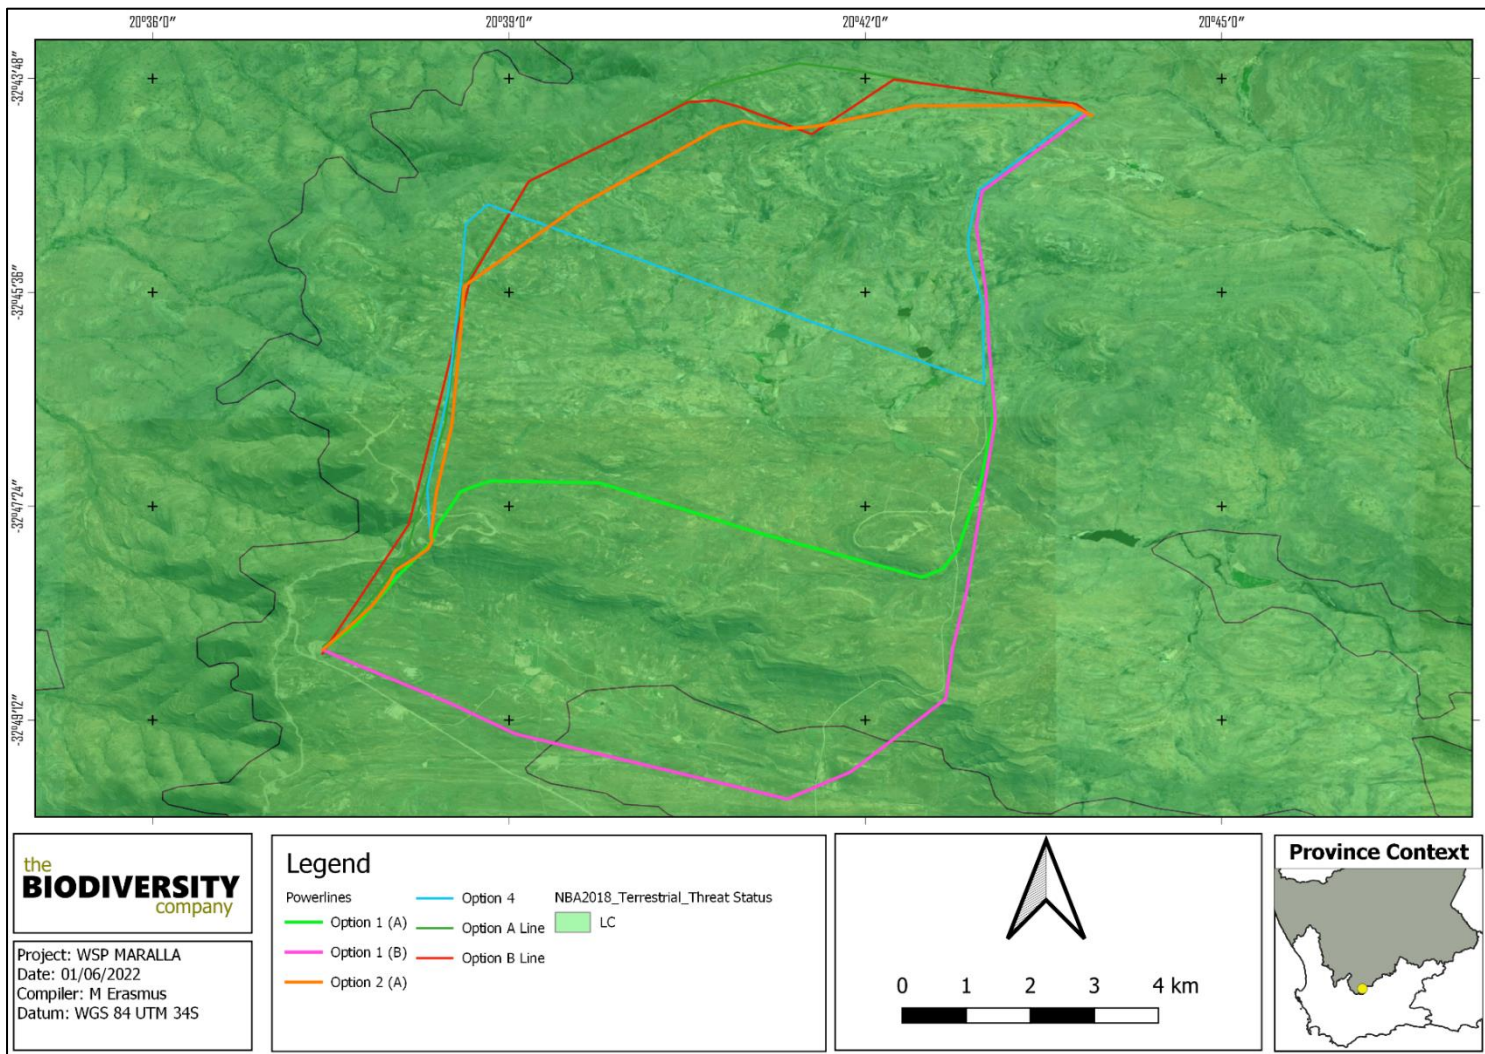 20°36′0″ 20°39′0″ 20°42′0″ 20°45′0″
-32°43′48″
-32°45′36″
-32°47′24″
-32°49′12″
the
BIODIVERSITY
company
Project: WSP MARALLA
Date: 01/06/2022
Compiler: M Erasmus
Datum: WGS 84 UTM 34S
Legend
Powerlines
Option 1 (A)
Option 1 (B)
Option 2 (A)
Option 4
Option A Line
Option B Line
NBA2018_Terrestrial_Threat Status
LC
0 1 2 3 4 km
Province Context